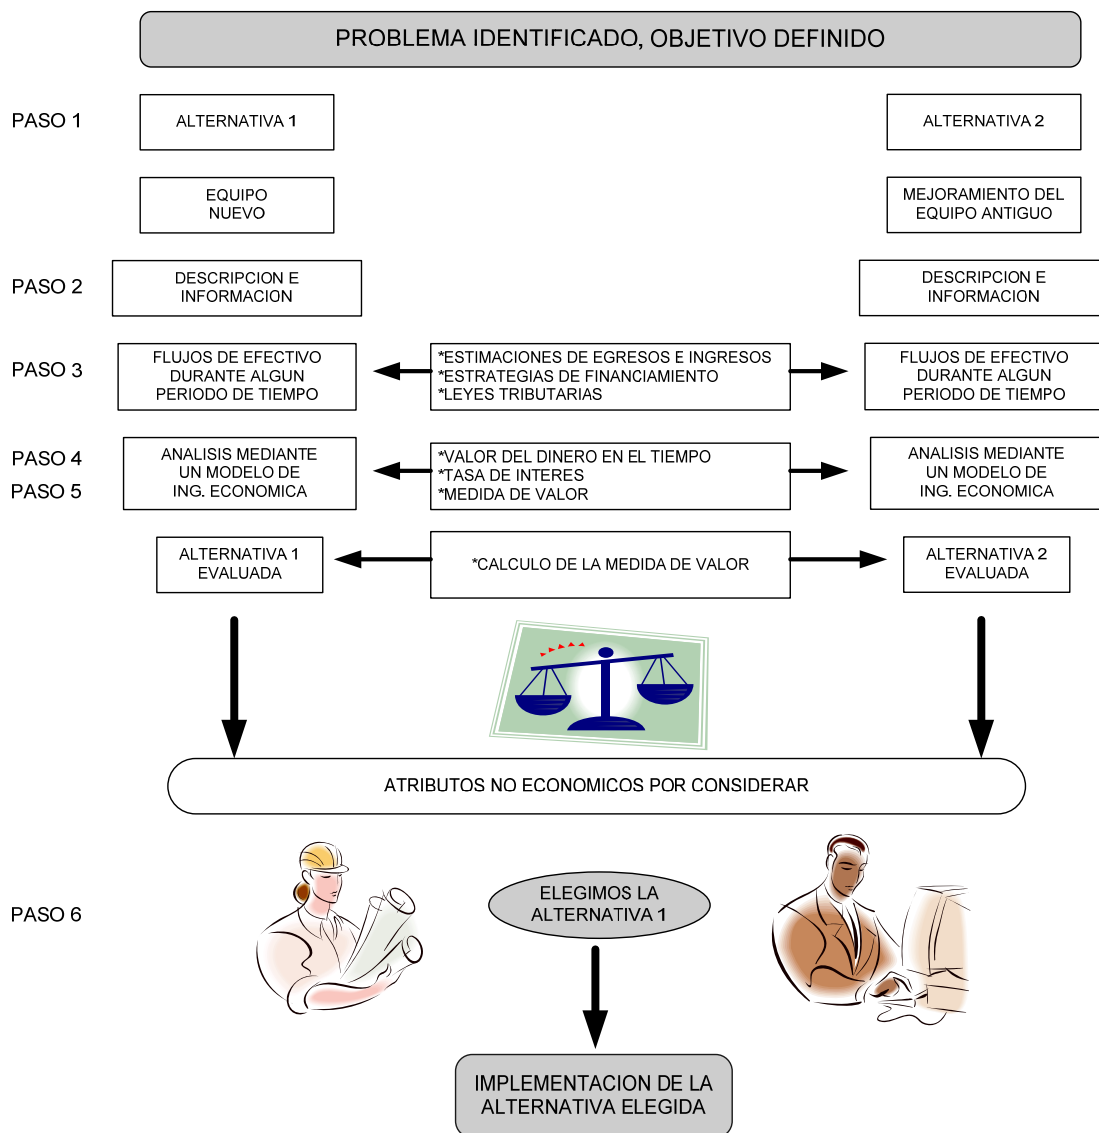 PROBLEMA IDENTIFICADO, OBJETIVO DEFINIDO
PASO 1
ALTERNATIVA 1
ALTERNATIVA 2
EQUIPO
NUEVO
MEJORAMIENTO DEL
EQUIPO ANTIGUO
PASO 2
DESCRIPCION E
INFORMACION
DESCRIPCION E
INFORMACION
PASO 3
FLUJOS DE EFECTIVO
DURANTE ALGUN
PERIODO DE TIEMPO
*ESTIMACIONES DE EGRESOS E INGRESOS
*ESTRATEGIAS DE FINANCIAMIENTO
*LEYES TRIBUTARIAS
FLUJOS DE EFECTIVO
DURANTE ALGUN
PERIODO DE TIEMPO
PASO 4
PASO 5
ANALISIS MEDIANTE
UN MODELO DE
ING. ECONOMICA
*VALOR DEL DINERO EN EL TIEMPO
*TASA DE INTERES
*MEDIDA DE VALOR
ANALISIS MEDIANTE
UN MODELO DE
ING. ECONOMICA
ALTERNATIVA 1
EVALUADA
*CALCULO DE LA MEDIDA DE VALOR
ALTERNATIVA 2
EVALUADA
ATRIBUTOS NO ECONOMICOS POR CONSIDERAR
PASO 6
ELEGIMOS LA
ALTERNATIVA 1
IMPLEMENTACION DE LA
ALTERNATIVA ELEGIDA